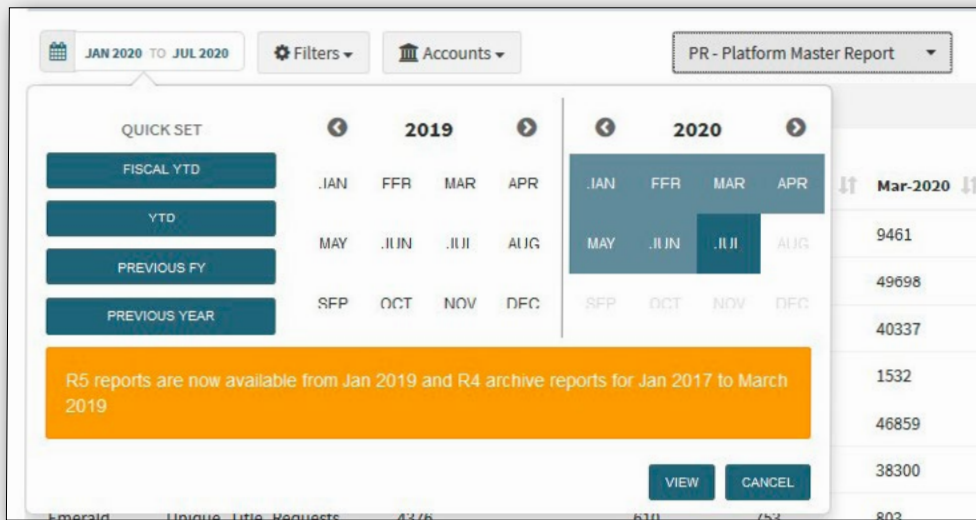 JAN 2020 TO JUL 2020 Filters Accounts PR - Platform Master Report
QUICK SET 2019 2020
FISCAL YTD
JAN FEB MAR APR JAN FEB MAR APR
Mar-2020
YTD
9461
MAY JUN JUL AUG MAY JUN JUL AUG
PREVIOUS FY
49698
SEP OCT NOV DEC SEP OCT NOV DEC
PREVIOUS YEAR
40337
R5 reports are now available from Jan 2019 and R4 archive reports for Jan 2017 to March
2019
1532
46859
38300
VIEW CANCEL
Emerald Unique_Title_Requests 4376 610 753 803